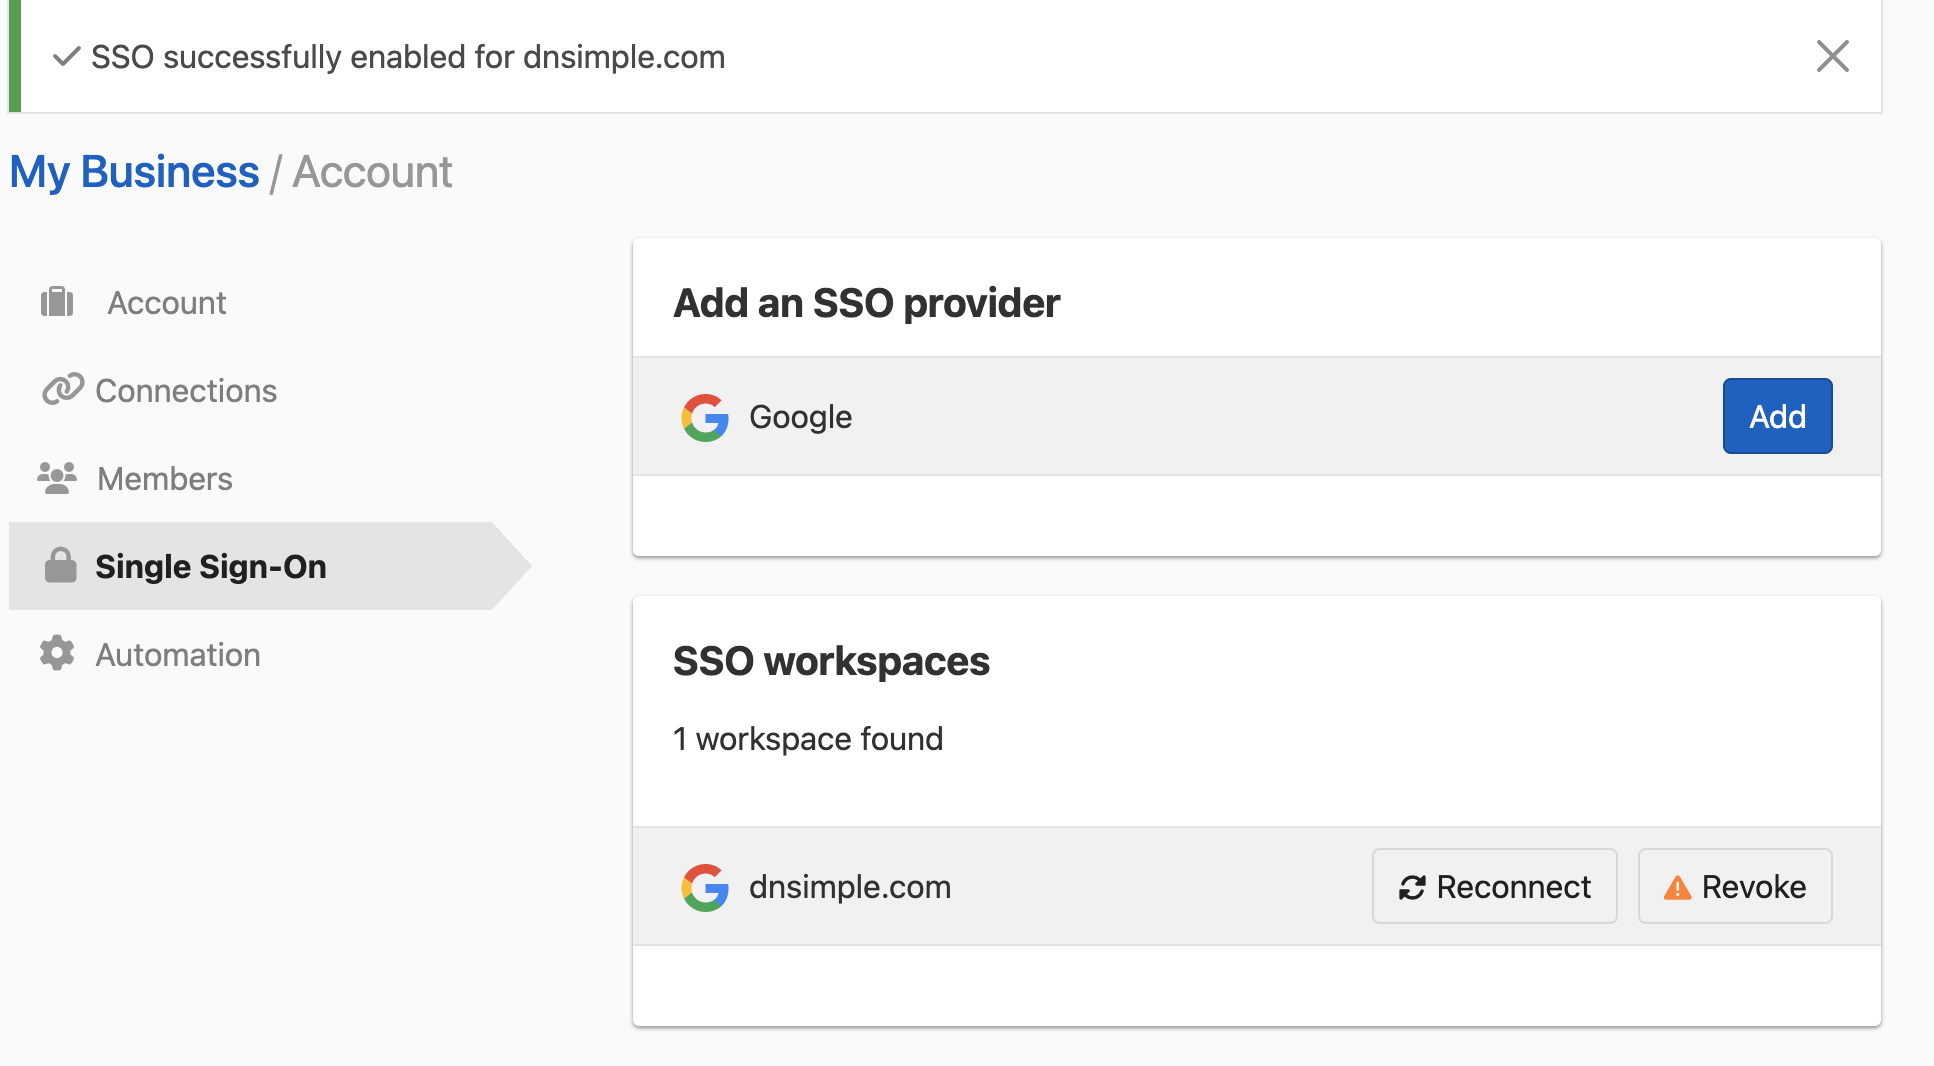 SSO successfully enabled for dnsimple.com
My Business / Account
Account
Connections
Members
Single Sign-On
Automation
Add an SSO provider
Google Add
SSO workspaces
1 workspace found
dnsimple.com Reconnect Revoke